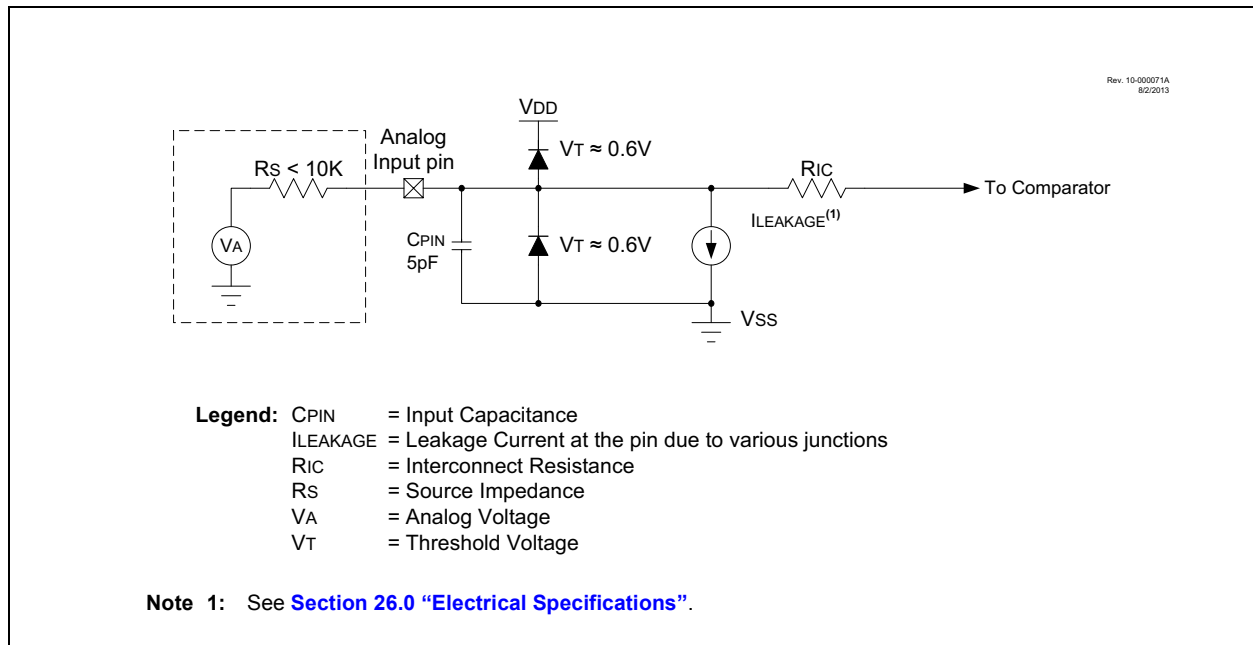 Rev. 10-000071A
8/2/2013
VDD
Analog
Input pin
VT ≈ 0.6V
RS < 10K
RIC
To Comparator
ILEAKAGE(1)
VA
CPIN
5pF
VT ≈ 0.6V
VSS
Legend: CPIN = Input Capacitance
ILEAKAGE = Leakage Current at the pin due to various junctions
RIC = Interconnect Resistance
RS = Source Impedance
VA = Analog Voltage
VT = Threshold Voltage
Note 1: See Section 26.0 “Electrical Specifications”.